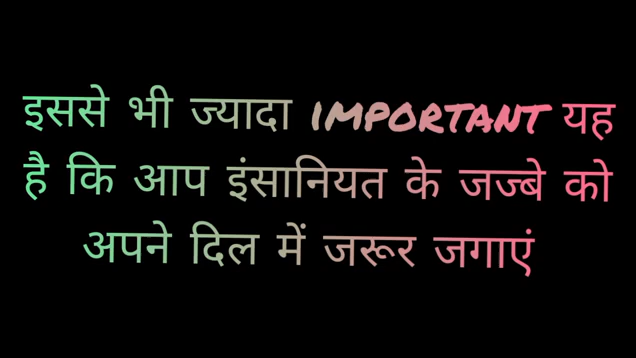 इससे भी ज्यादा IMPORTANT यह
है कि आप इंसानियत के जज्बे को
अपने दिल में जरूर जगाएं